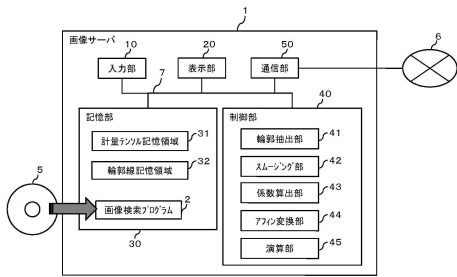 1
画像サーバ
10
20
50
6
入力部
表示部
通信部
7
40
記憶部
制御部
31
計量テンソル記憶領域
41
輪郭抽出部
32
輪郭線記憶領域
42
スムージング部
5
43
係数算出部
2
画像検索プログラム
44
アフィン変換部
30
45
演算部